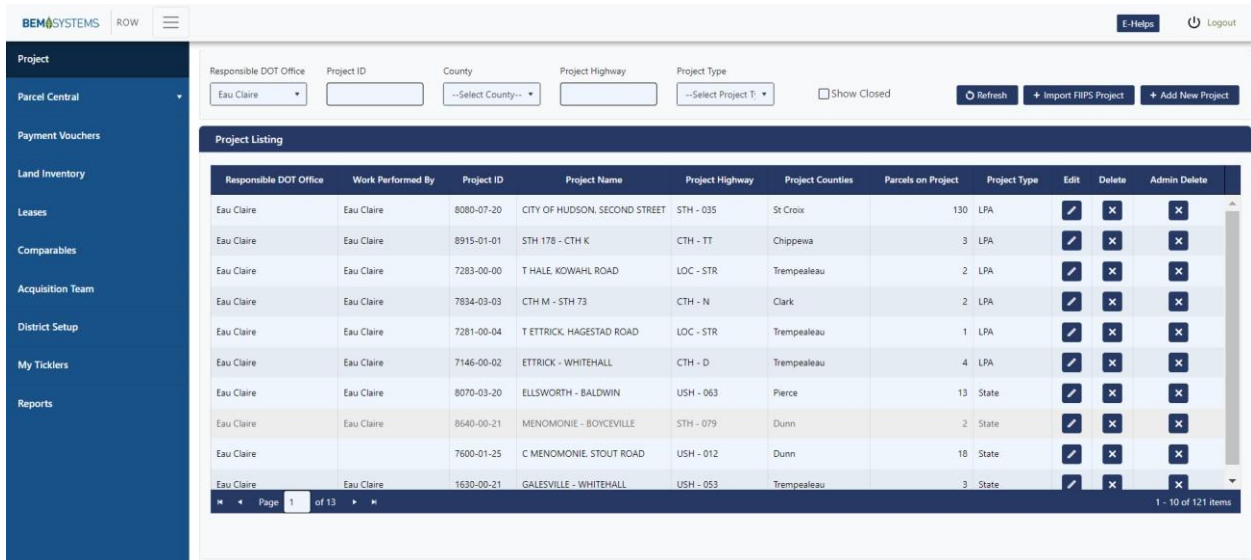 BEM SYSTEMS ROW E-Helps Logout
Project
Parcel Central
Payment Vouchers
Land Inventory
Leases
Comparables
Acquisition Team
District Setup
My Ticklers
Reports
Responsible DOT Office Project ID County Project Highway Project Type
Eau Claire --Select County-- --Select Project T Show Closed Refresh + Import FIIPS Project + Add New Project
Project Listing
Responsible DOT Office Work Performed By Project ID Project Name Project Highway Project Counties Parcels on Project Project Type Edit Delete Admin Delete
Eau Claire Eau Claire 8080-07-20 CITY OF HUDSON, SECOND STREET STH - 035 St Croix 130 LPA
Eau Claire Eau Claire 8915-01-01 STH 178 - CTH K CTH - TT Chippewa 3 LPA
Eau Claire Eau Claire 7283-00-00 T HALE, KOWAHL ROAD LOC - STR Trempealeau 2 LPA
Eau Claire Eau Claire 7834-03-03 CTH M - STH 73 CTH - N Clark 2 LPA
Eau Claire Eau Claire 7281-00-04 T ETTRICK, HAGESTAD ROAD LOC - STR Trempealeau 1 LPA
Eau Claire Eau Claire 7146-00-02 ETTRICK - WHITEHALL CTH - D Trempealeau 4 LPA
Eau Claire Eau Claire 8070-03-20 ELLSWORTH - BALDWIN USH - 063 Pierce 13 State
Eau Claire Eau Claire 8640-00-21 MENOMONIE - BOYCEVILLE STH - 079 Dunn 2 State
Eau Claire 7600-01-25 C MENOMONIE, STOUT ROAD USH - 012 Dunn 18 State
Eau Claire Eau Claire 1630-00-21 GALESVILLE - WHITEHALL USH - 053 Trempealeau 3 State
Page 1 of 13 1 - 10 of 121 items